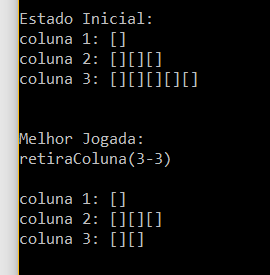 Estado Inicial:
coluna 1: []
coluna 2: [][][]
coluna 3: [][][][][]
Melhor Jogada:
retiraColuna(3-3)
coluna 1: []
coluna 2: [][][]
coluna 3: [][]